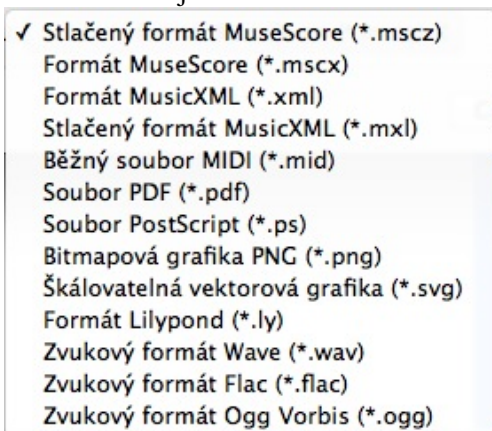 ✓ Stlačený formát MuseScore (*.mscz)
Formát MuseScore (*.mscx)
Formát MusicXML (*.xml)
Stlačený formát MusicXML (*.mxl)
Běžný soubor MIDI (*.mid)
Soubor PDF (*.pdf)
Soubor PostScript (*.ps)
Bitmapová grafika PNG (*.png)
Škálovatelná vektorová grafika (*.svg)
Formát Lilypond (*.ly)
Zvukový formát Wave (*.wav)
Zvukový formát Flac (*.flac)
Zvukový formát Ogg Vorbis (*.ogg)